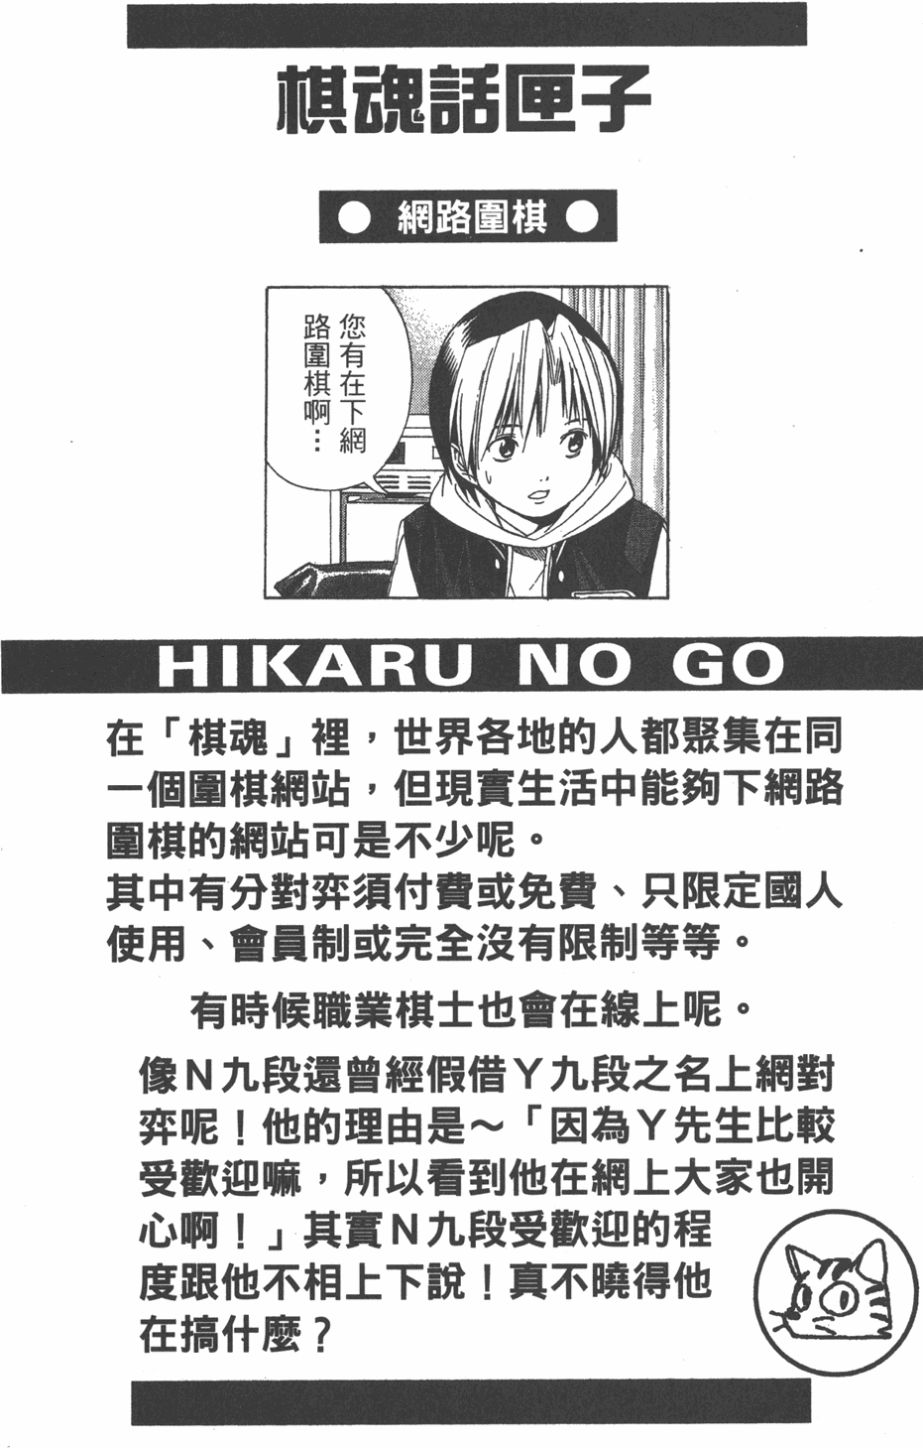 棋魂話匣子
● 網路圍棋 ●
您有在下網
路圍棋啊…
HIKARU NO GO
在「棋魂」裡，世界各地的人都聚集在同
一個圍棋網站，但現實生活中能夠下網路
圍棋的網站可是不少呢。
其中有分對弈須付費或免費、只限定國人
使用、會員制或完全沒有限制等等。
有時候職業棋士也會在線上呢。
像N九段還曾經假借Y九段之名上網對
弈呢！他的理由是～「因為Y先生比較
受歡迎嘛，所以看到他在網上大家也開
心啊！」其實N九段受歡迎的程
度跟他不相上下說！真不曉得他
在搞什麼？